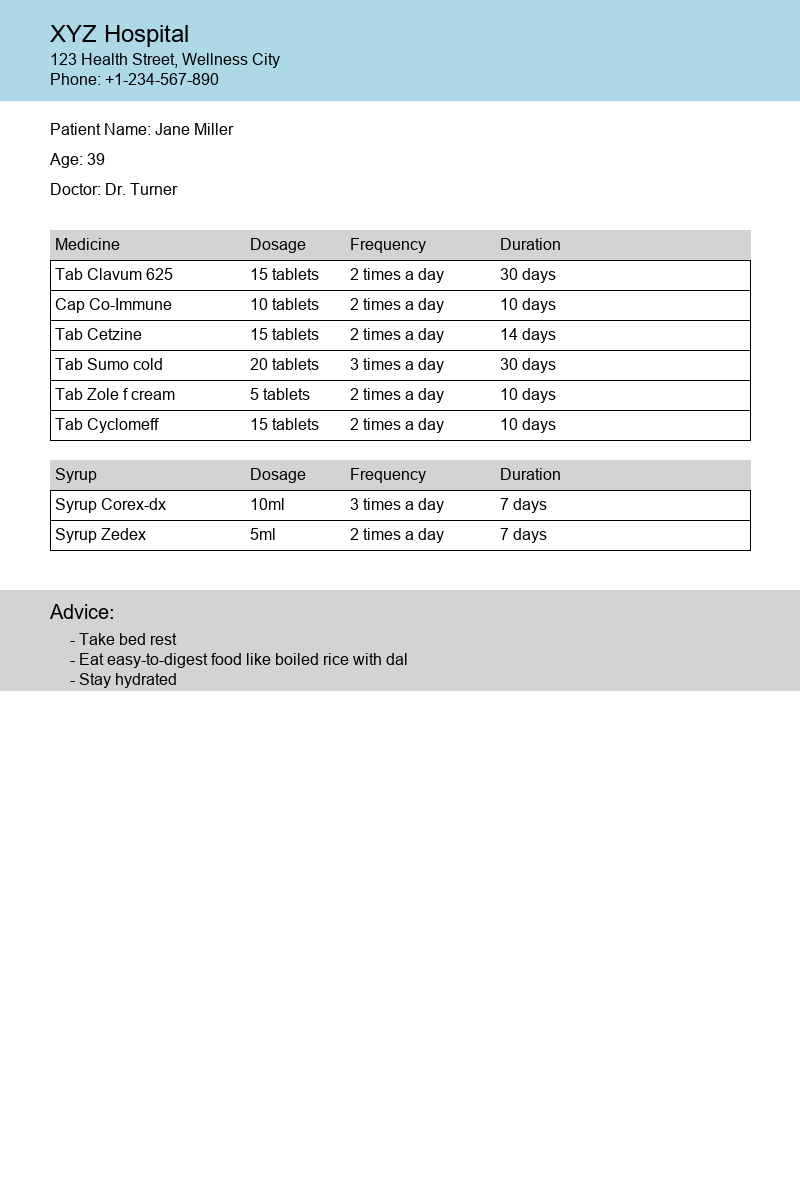 XYZ Hospital
123 Health Street, Wellness City
Phone: +1-234-567-890
Patient Name: Jane Miller
Age: 39
Doctor: Dr. Turner
Medicine Dosage Frequency Duration
Tab Clavum 625 15 tablets 2 times a day 30 days
Cap Co-Immune 10 tablets 2 times a day 10 days
Tab Cetzine 15 tablets 2 times a day 14 days
Tab Sumo cold 20 tablets 3 times a day 30 days
Tab Zole f cream 5 tablets 2 times a day 10 days
Tab Cyclomeff 15 tablets 2 times a day 10 days
Syrup Dosage Frequency Duration
Syrup Corex-dx 10ml 3 times a day 7 days
Syrup Zedex 5ml 2 times a day 7 days
Advice:
- Take bed rest
- Eat easy-to-digest food like boiled rice with dal
- Stay hydrated